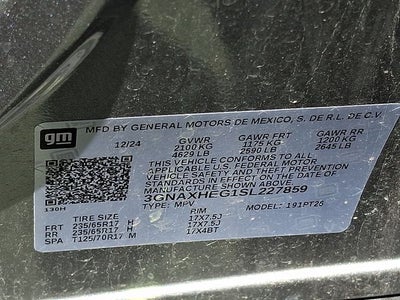 gm
MFD BY GENERAL MOTORS DE MEXICO, S. DE R.L. DE C.V
12/24 GVWR GAWR FRT GAWR RR
2100 KG 1175 KG 1200 KG
4629 LB 2590 LB 2645 LB
THIS VEHICLE CONFORMS TO ALL
APPLICABLE U.S. FEDERAL MOTOR
VEHICLE SAFETY AND THEFT PREVENTION
STANDARDS IN EFFECT ON THE DATE OF
MANUFACTURE SHOWN ABOVE.
3GNAXHEG1SL227859
130H
TYPE: MPV MODEL: 191PT26
TIRE SIZE RIM
FRT 235/65R17 H 17X7.5J
RR 235/65R17 H 17X7.5J
SPA T125/70R17 M 17X4BT